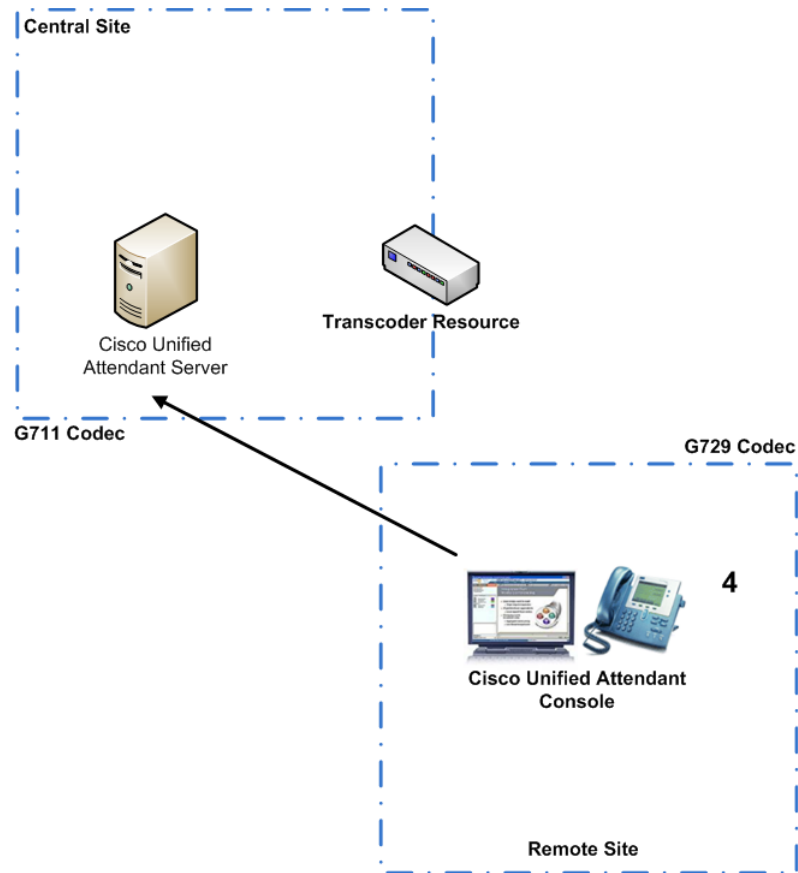 Central Site
Cisco Unified
Attendant Server
Transcoder Resource
G711 Codec
G729 Codec
4
Cisco Unified Attendant
Console
Remote Site